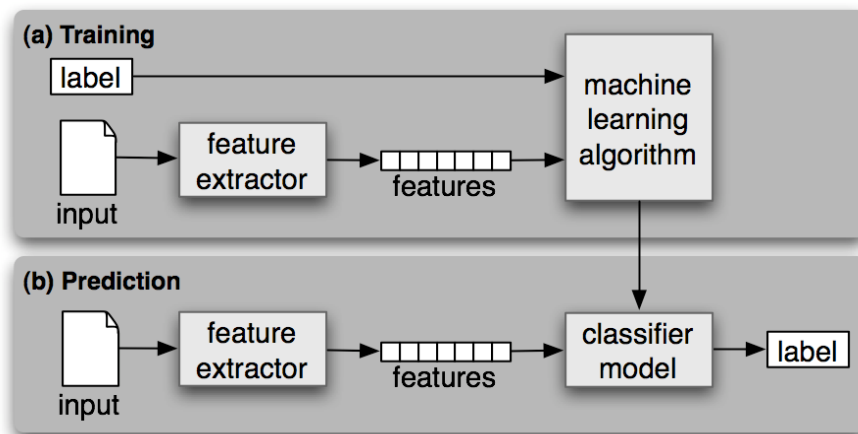 (a) Training
label
machine
learning
algorithm
feature
extractor
features
input
(b) Prediction
feature
extractor
features
classifier
model
label
input